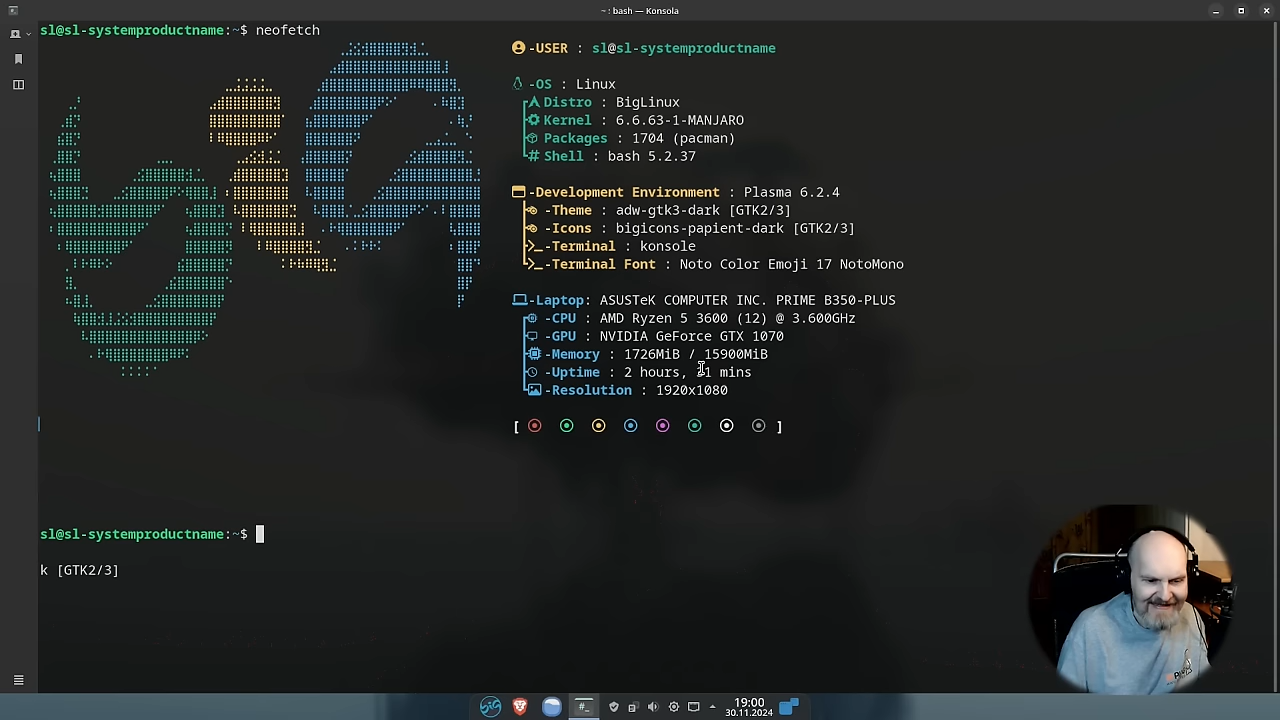 ~ : bash — Konsola
sl@sl-systemproductname:~$ neofetch
-USER : sl@sl-systemproductname
-OS : Linux
Distro : BigLinux
Kernel : 6.6.63-1-MANJARO
Packages : 1704 (pacman)
# Shell : bash 5.2.37
-Development Environment : Plasma 6.2.4
-Theme : adw-gtk3-dark [GTK2/3]
-Icons : bigicons-papient-dark [GTK2/3]
>_-Terminal : konsole
>_-Terminal Font : Noto Color Emoji 17 NotoMono
-Laptop: ASUSTeK COMPUTER INC. PRIME B350-PLUS
-CPU : AMD Ryzen 5 3600 (12) @ 3.600GHz
-GPU : NVIDIA GeForce GTX 1070
-Memory : 1726MiB / 15900MiB
-Uptime : 2 hours, mins
-Resolution : 1920x1080
[ ]
sl@sl-systemproductname:~$
k [GTK2/3]
BIG
#_
19:00
30.11.2024